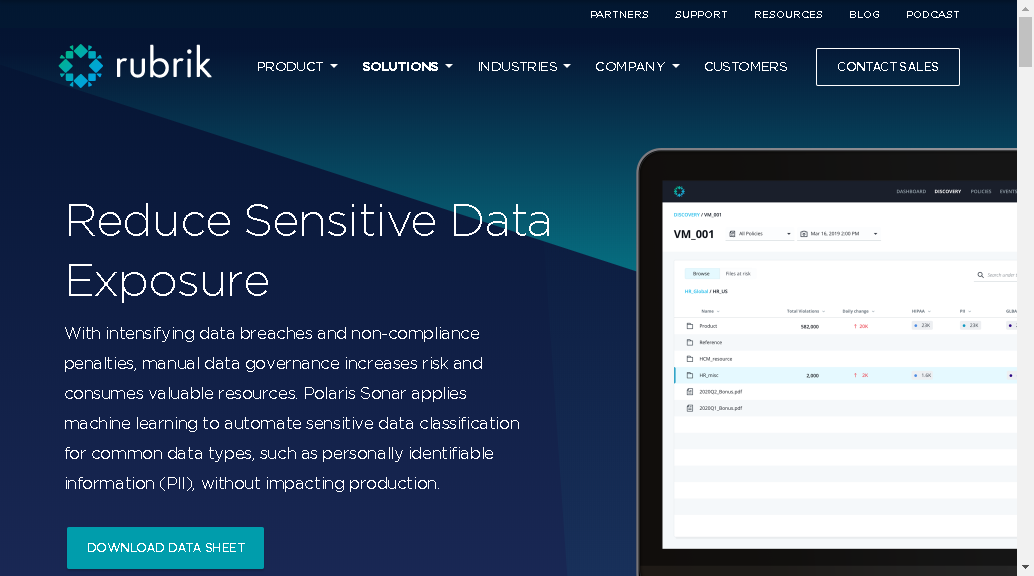 PARTNERS SUPPORT RESOURCES BLOG PODCAST
rubrik PRODUCT SOLUTIONS INDUSTRIES COMPANY CUSTOMERS CONTACT SALES
Reduce Sensitive Data
Exposure
With intensifying data breaches and non-compliance
penalties, manual data governance increases risk and
consumes valuable resources. Polaris Sonar applies
machine learning to automate sensitive data classification
for common data types, such as personally identifiable
information (PII), without impacting production.
DOWNLOAD DATA SHEET
DASHBOARD DISCOVERY POLICIES EVENTS
DISCOVERY / VM_001
VM_001 All Policies Mar 16, 2019 2:00 PM
Browse Files at risk Search under
HR_Global / HR_US
Name Total Violations Daily change HIPAA PII GLBA
Product 582,000 ↑ 20K 23K 23K
Reference
HCM_resource
HR_misc 2,000 ↑ 2K 1.6K
2020Q2_Bonus.pdf
2020Q1_Bonus.pdf